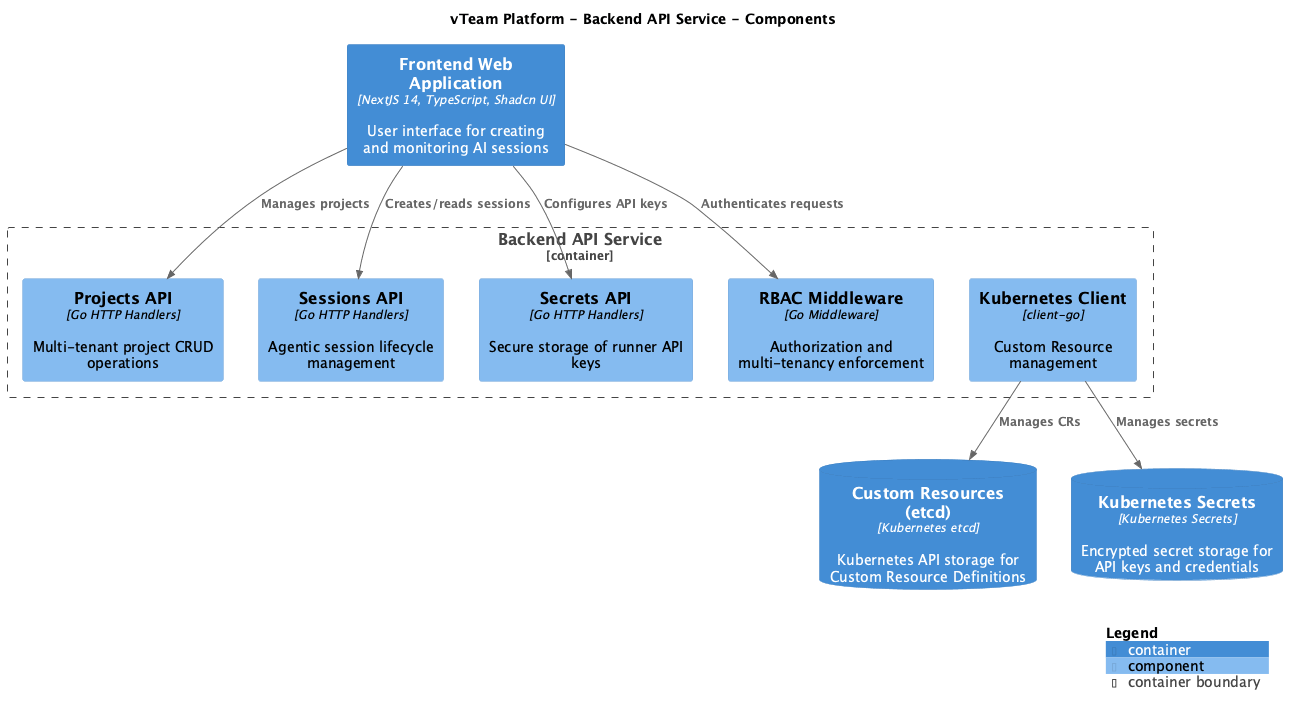 vTeam Platform - Backend API Service - Components
Frontend Web
Application
[NextJS 14, TypeScript, Shadcn UI]
User interface for creating
and monitoring AI sessions
Manages projects
Creates/reads sessions
Configures API keys
Authenticates requests
Backend API Service
[container]
Projects API
[Go HTTP Handlers]
Multi-tenant project CRUD
operations
Sessions API
[Go HTTP Handlers]
Agentic session lifecycle
management
Secrets API
[Go HTTP Handlers]
Secure storage of runner API
keys
RBAC Middleware
[Go Middleware]
Authorization and
multi-tenancy enforcement
Kubernetes Client
[client-go]
Custom Resource
management
Manages CRs
Manages secrets
Custom Resources
(etcd)
[Kubernetes etcd]
Kubernetes API storage for
Custom Resource Definitions
Kubernetes Secrets
[Kubernetes Secrets]
Encrypted secret storage for
API keys and credentials
Legend
container
component
container boundary